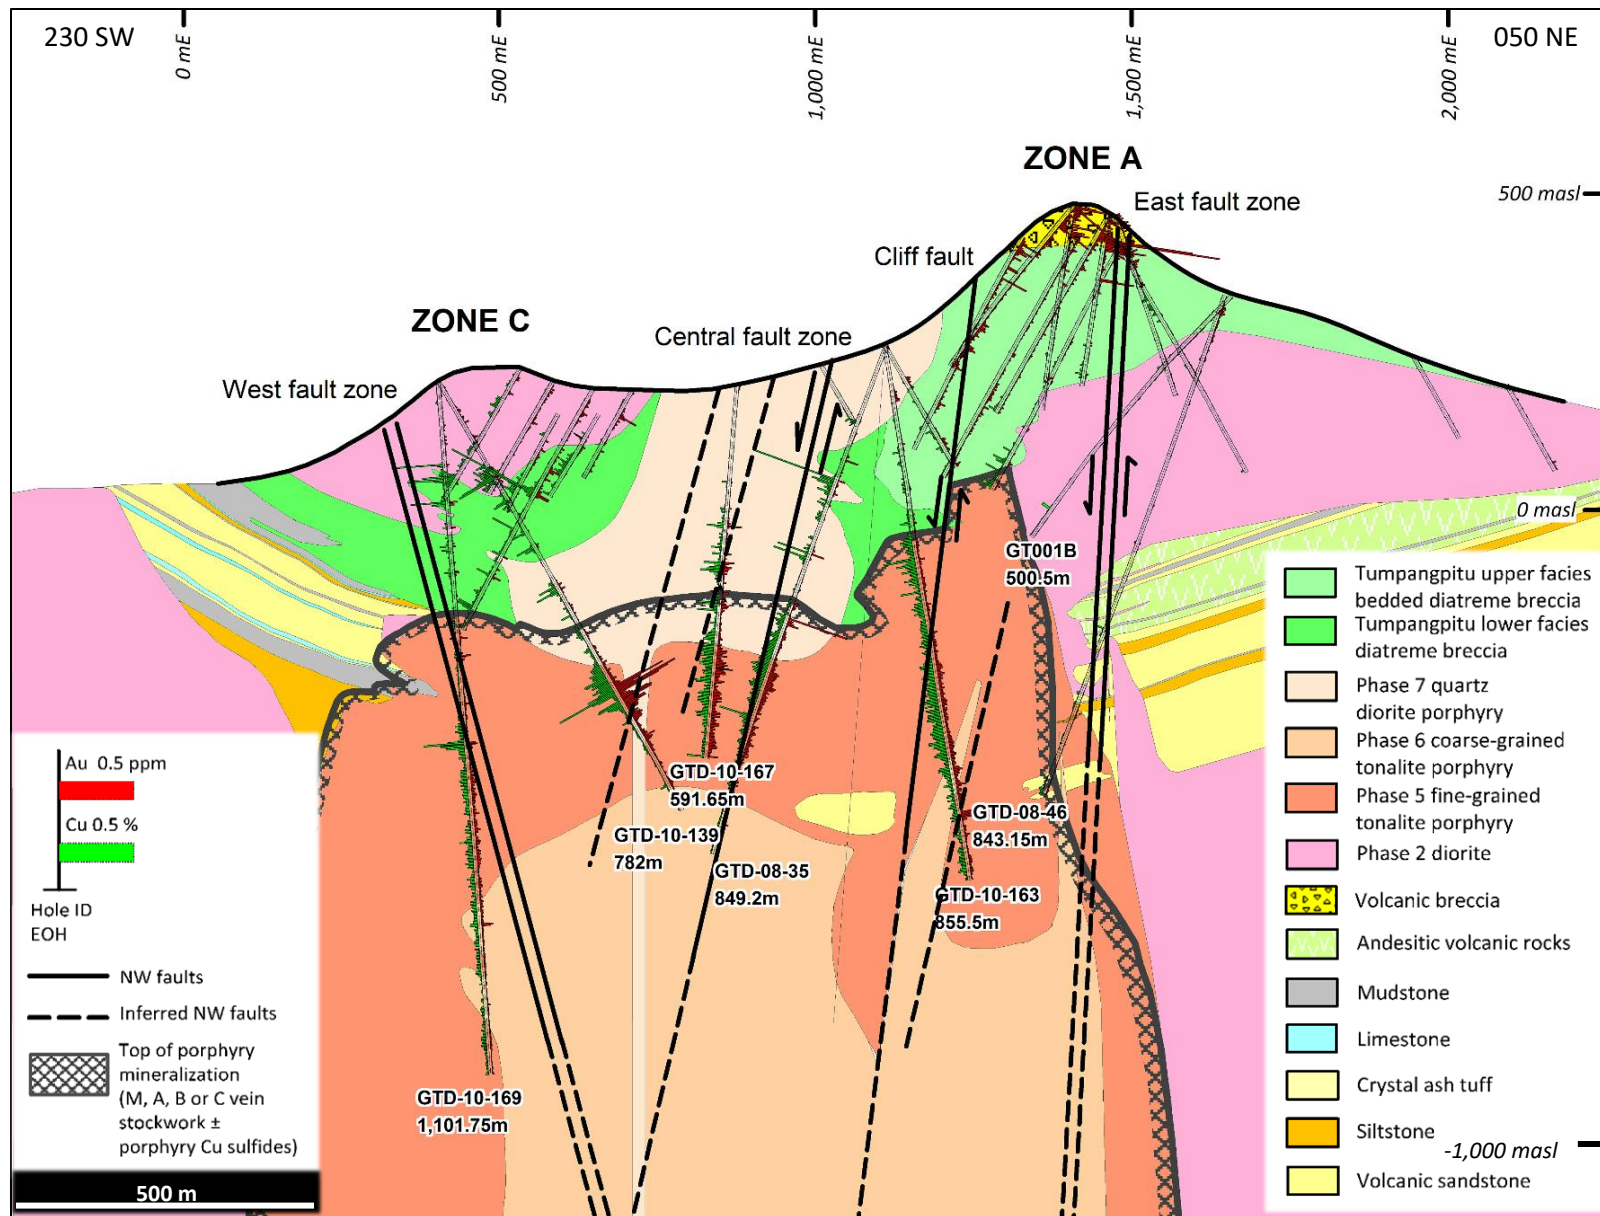 230 SW
0 mE
500 mE
1,000 mE
1,500 mE
2,000 mE
050 NE
ZONE A
500 masl
East fault zone
Cliff fault
ZONE C
Central fault zone
West fault zone
0 masl
GT001B
500.5m
GTD-10-167
591.65m
GTD-10-139
782m
GTD-08-35
849.2m
GTD-08-46
843.15m
GTD-10-163
855.5m
GTD-10-169
1,101.75m
Au 0.5 ppm
Cu 0.5 %
Hole ID
EOH
NW faults
Inferred NW faults
Top of porphyry
mineralization
(M, A, B or C vein
stockwork ±
porphyry Cu sulfides)
500 m
Tumpangpitu upper facies
bedded diatreme breccia
Tumpangpitu lower facies
diatreme breccia
Phase 7 quartz
diorite porphyry
Phase 6 coarse-grained
tonalite porphyry
Phase 5 fine-grained
tonalite porphyry
Phase 2 diorite
Volcanic breccia
Andesitic volcanic rocks
Mudstone
Limestone
Crystal ash tuff
Siltstone
-1,000 masl
Volcanic sandstone